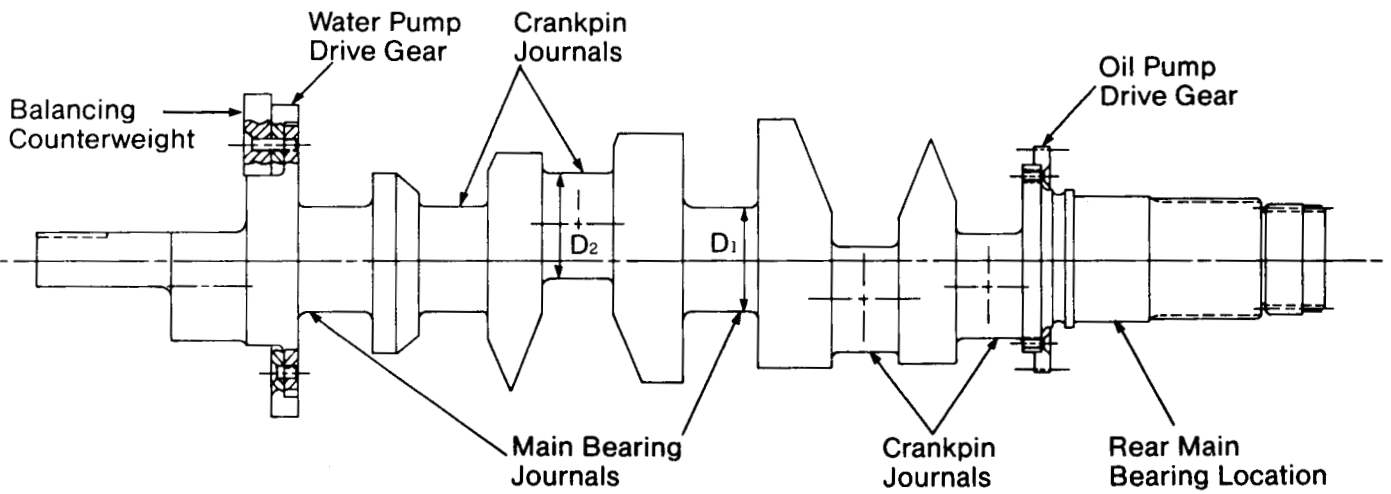 Water Pump
Drive Gear
Crankpin
Journals
Oil Pump
Drive Gear
Balancing
Counterweight
D₂
D₁
Main Bearing
Journals
Crankpin
Journals
Rear Main
Bearing Location